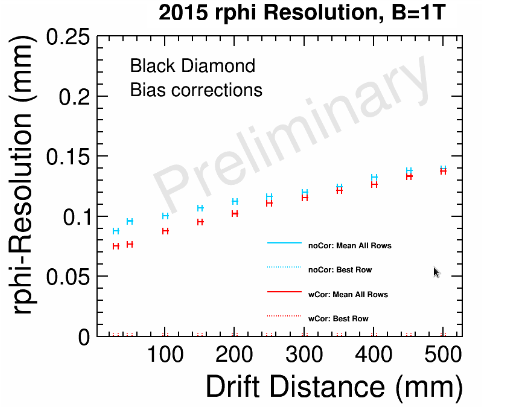 2015 rphi Resolution, B=1T
rphi-Resolution (mm)
0.25
0.2
0.15
0.1
0.05
0
Black Diamond
Bias corrections
Preliminary
noCor: Mean All Rows
noCor: Best Row
wCor: Mean All Rows
wCor: Best Row
100 200 300 400 500
Drift Distance (mm)